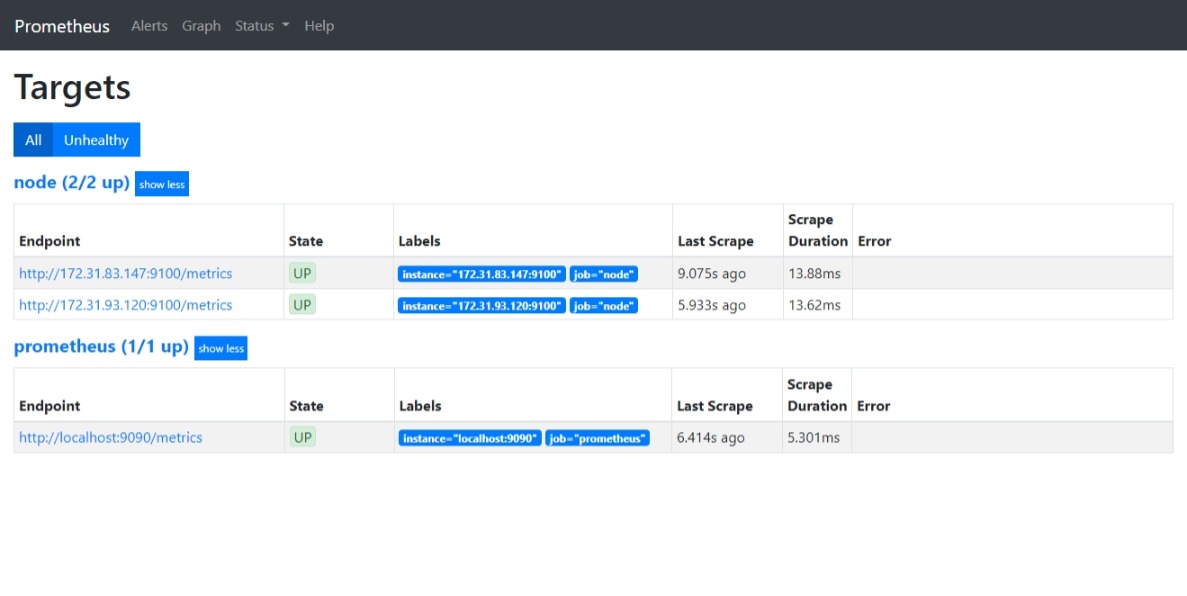 Prometheus Alerts Graph Status Help
Targets
All Unhealthy
node (2/2 up) show less
Endpoint State Labels Last Scrape Scrape Duration Error
http://172.31.83.147:9100/metrics UP instance="172.31.83.147:9100" job="node" 9.075s ago 13.88ms
http://172.31.93.120:9100/metrics UP instance="172.31.93.120:9100" job="node" 5.933s ago 13.62ms
prometheus (1/1 up) show less
Endpoint State Labels Last Scrape Scrape Duration Error
http://localhost:9090/metrics UP instance="localhost:9090" job="prometheus" 6.414s ago 5.301ms